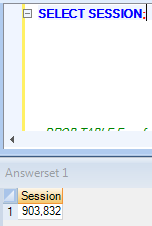 SELECT SESSION;
Answerset 1
Session
1 903,832